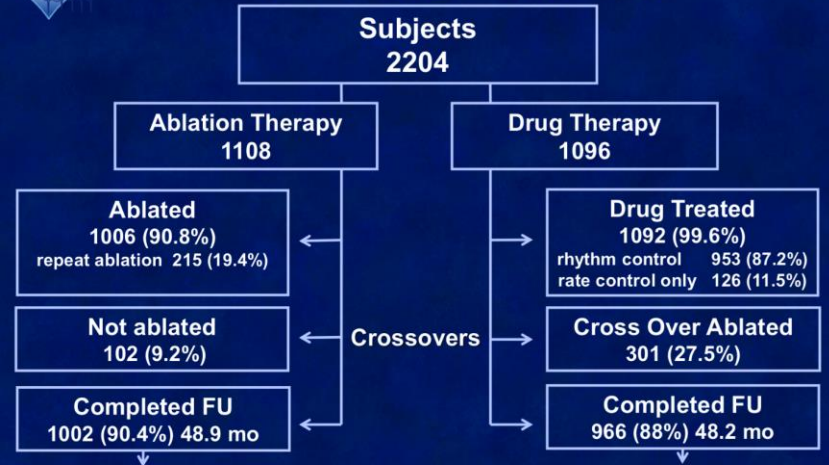 Subjects
2204
Ablation Therapy
1108
Drug Therapy
1096
Ablated
1006 (90.8%)
repeat ablation 215 (19.4%)
Drug Treated
1092 (99.6%)
rhythm control 953 (87.2%)
rate control only 126 (11.5%)
Not ablated
102 (9.2%)
Crossovers
Cross Over Ablated
301 (27.5%)
Completed FU
1002 (90.4%) 48.9 mo
Completed FU
966 (88%) 48.2 mo